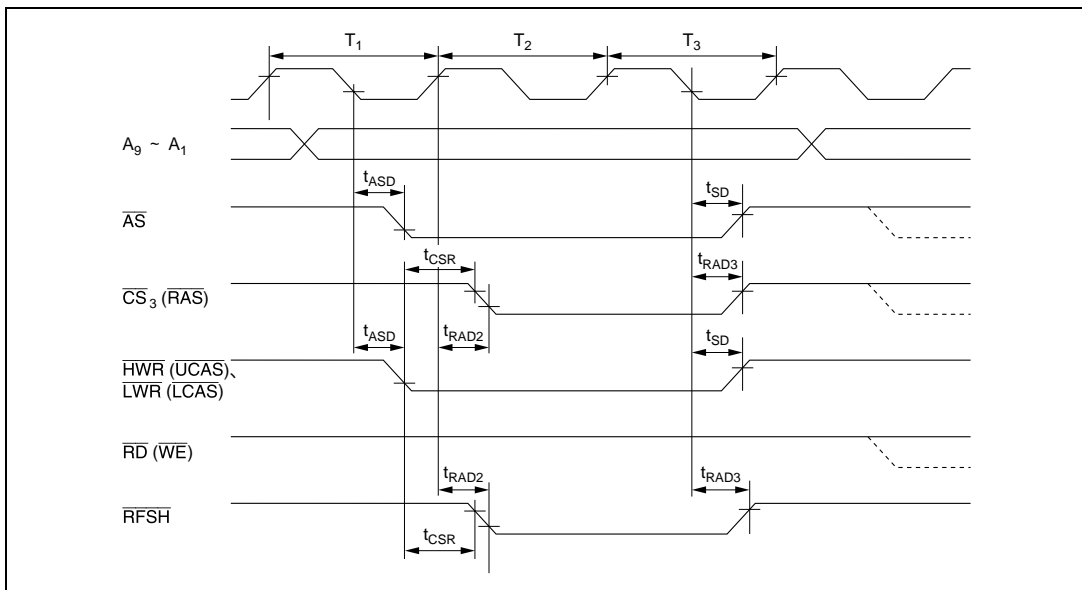 T1 T2 T3
A9 ~ A1
tASD tSD
AS
tCSR tRAD3
CS3 (RAS)
tASD tRAD2 tSD
HWR (UCAS)、
LWR (LCAS)
RD (WE)
tRAD2 tRAD3
RFSH
tCSR